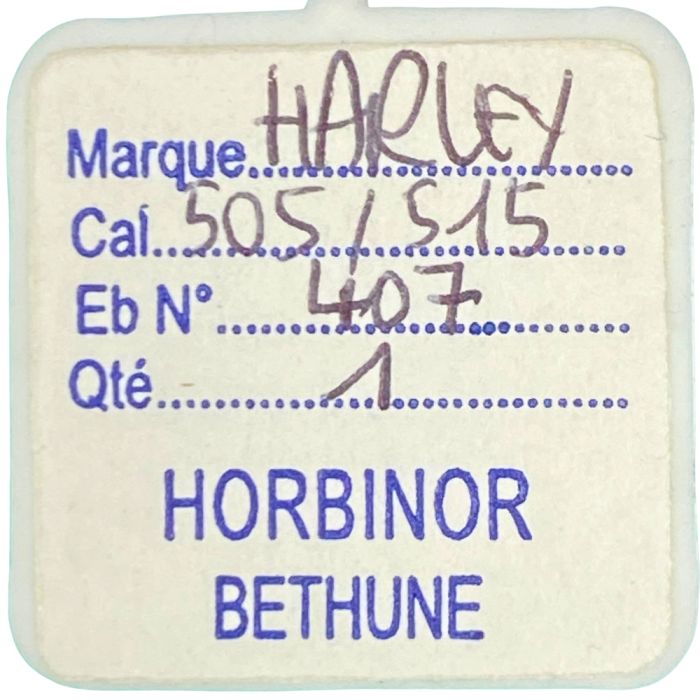 Marque.HARLEY
Cal.505/515
Eb N° 407
Qté 1
HORBINOR
BETHUNE